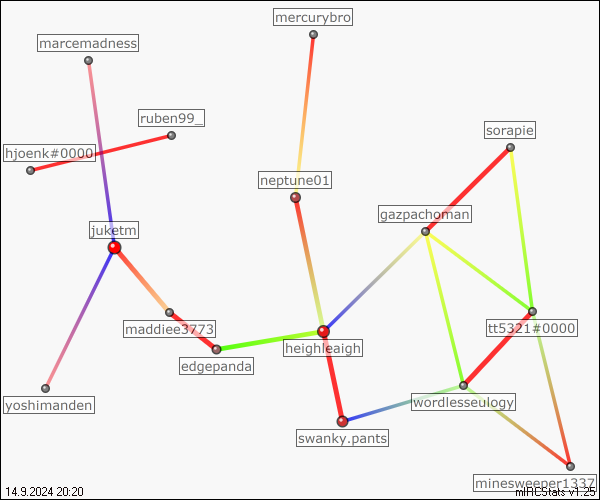 mercurybro
marcemadness
ruben99_
sorapie
hjoenk#0000
neptune01
gazpachoman
juketm
maddiee3773
tt5321#0000
heighleaigh
edgepanda
wordlesseulogy
yoshimanden
swanky.pants
minesweeper1337
14.9.2024 20:20
mIRCStats v1.25